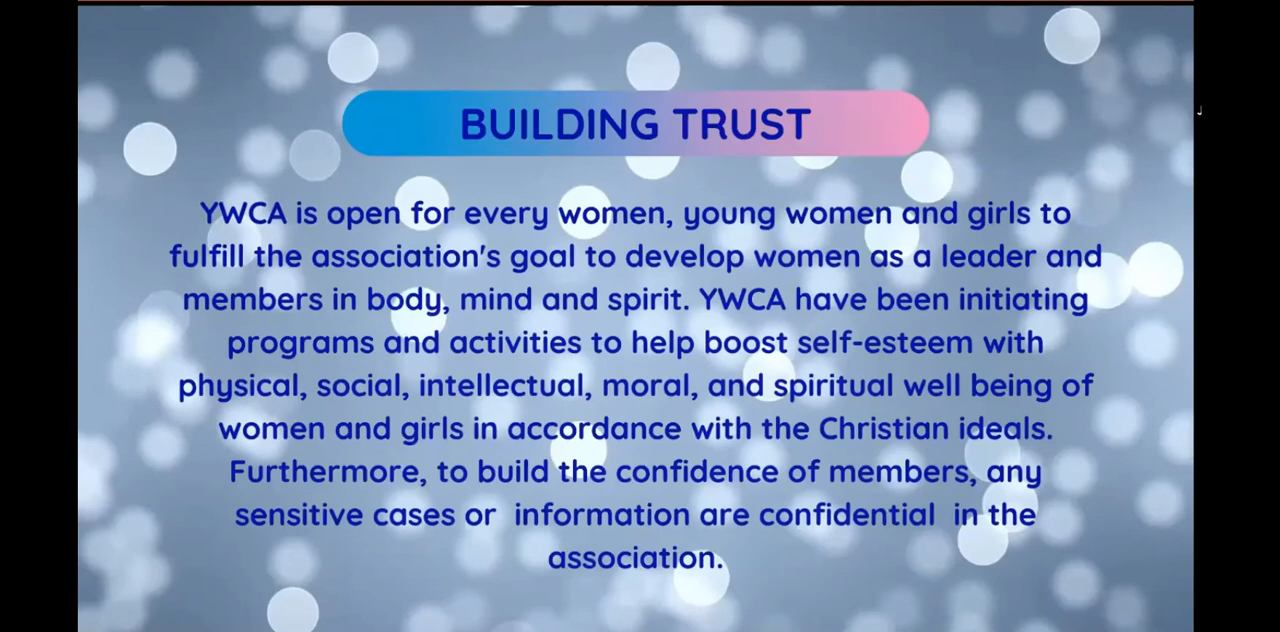 BUILDING TRUST
YWCA is open for every women, young women and girls to
fulfill the association's goal to develop women as a leader and
members in body, mind and spirit. YWCA have been initiating
programs and activities to help boost self-esteem with
physical, social, intellectual, moral, and spiritual well being of
women and girls in accordance with the Christian ideals.
Furthermore, to build the confidence of members, any
sensitive cases or  information are confidential  in the
association.